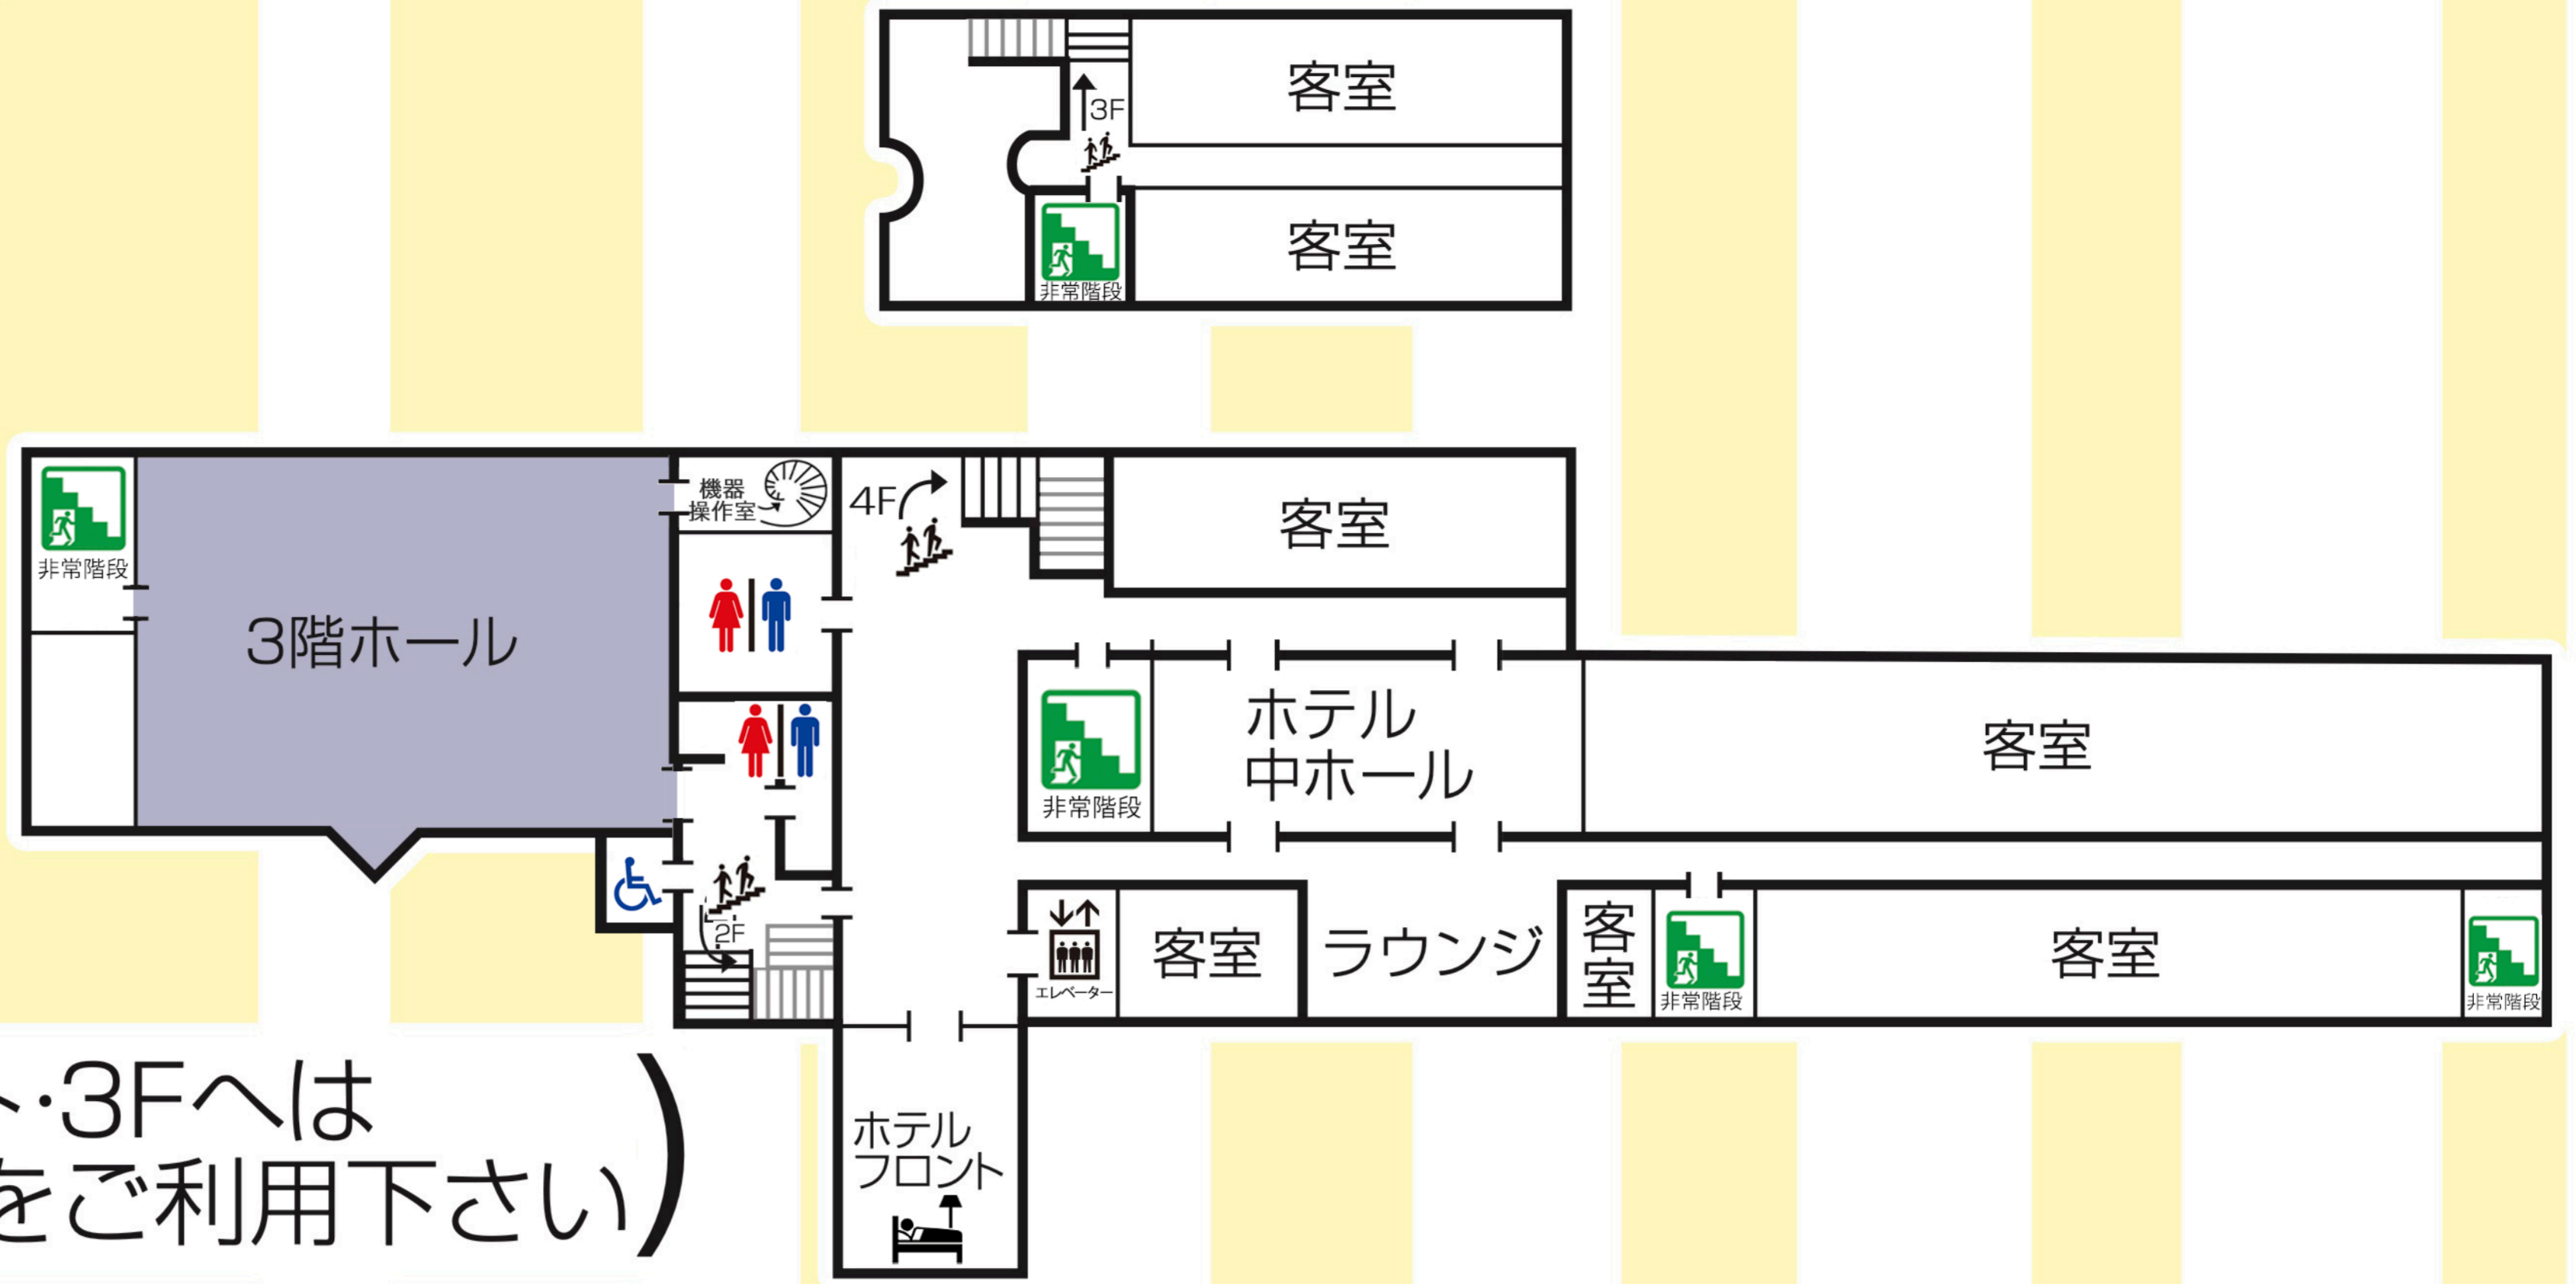 3F
客室
客室
非常階段
機器
操作室
4F
客室
非常階段
3階ホール
ホテル
中ホール
客室
非常階段
2F
エレベーター
客室
ラウンジ
客
室
非常階段
客室
非常階段
ト・3Fへは
をご利用下さい)
ホテル
フロント